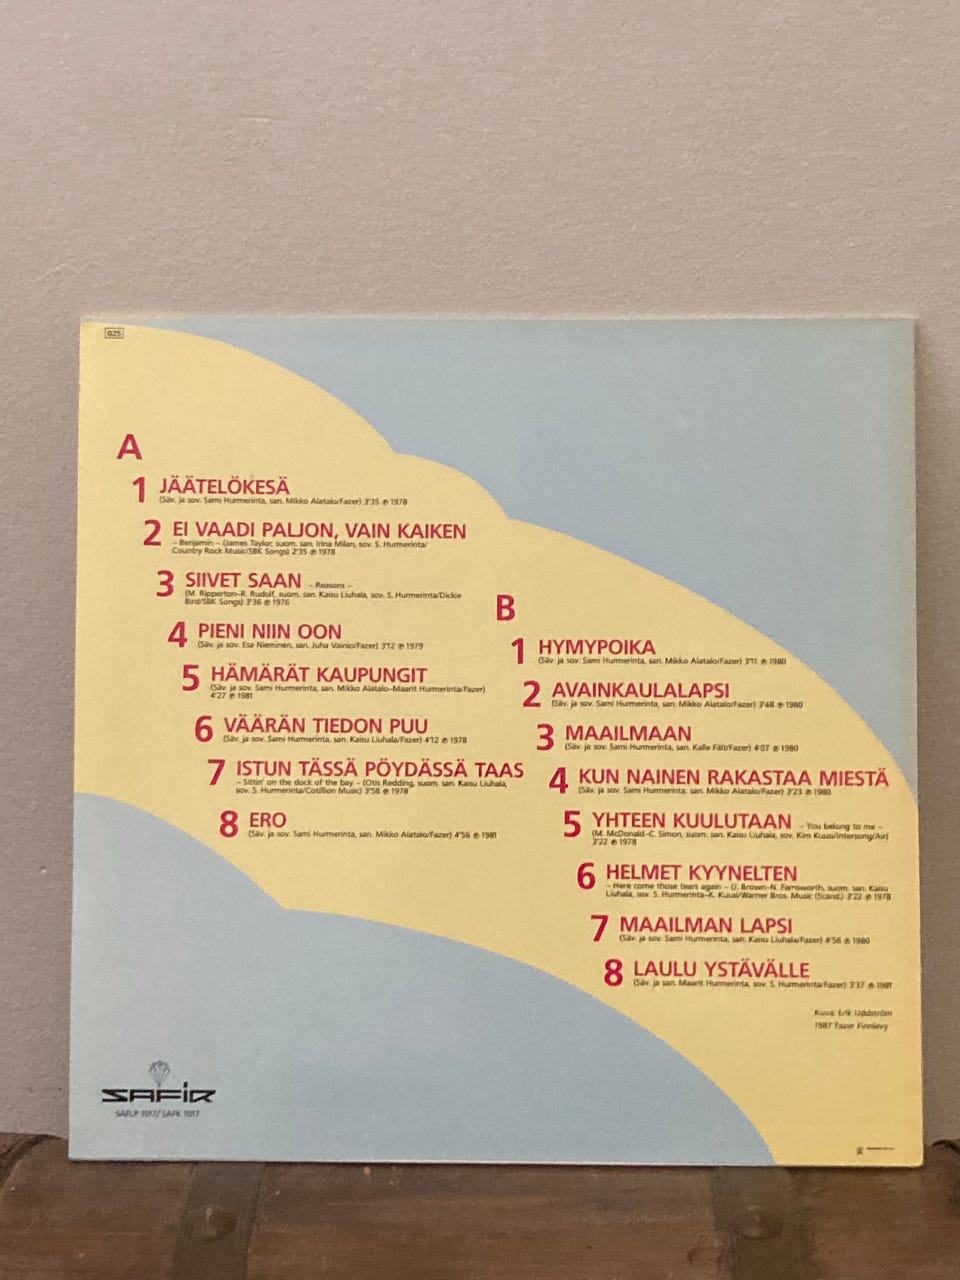 025
A
1 JÄÄTELÖKESÄ
(Säv. ja sov. Sami Hurmerinta, san. Mikko Alatalo/Fazer) 3'35 ℗ 1978
2 EI VAADI PALJON, VAIN KAIKEN
– Benjamin – (James Taylor, suom. san. Irina Milan, sov. S. Hurmerinta/
Country Rock Music/SBK Songs) 2'35 ℗ 1978
3 SIIVET SAAN – Reasons –
(M. Ripperton–R. Rudolf, suom. san. Kaisu Liuhala, sov. S. Hurmerinta/Dickie
Bird/SBK Songs) 3'36 ℗ 1976
4 PIENI NIIN OON
(Säv. ja sov. Esa Nieminen, san. Juha Vainio/Fazer) 3'12 ℗ 1979
5 HÄMÄRÄT KAUPUNGIT
(Säv. ja sov. Sami Hurmerinta, san. Mikko Alatalo–Maarit Hurmerinta/Fazer)
4'27 ℗ 1981
6 VÄÄRÄN TIEDON PUU
(Säv. ja sov. Sami Hurmerinta, san. Kaisu Liuhala/Fazer) 4'12 ℗ 1978
7 ISTUN TÄSSÄ PÖYDÄSSÄ TAAS
– Sittin' on the dock of the bay – (Otis Redding, suom. san. Kaisu Liuhala,
sov. S. Hurmerinta/Cotillion Music) 3'58 ℗ 1978
8 ERO
(Säv. ja sov. Sami Hurmerinta, san. Mikko Alatalo/Fazer) 4'56 ℗ 1981
B
1 HYMYPOIKA
(Säv. ja sov. Sami Hurmerinta, san. Mikko Alatalo/Fazer) 3'11 ℗ 1980
2 AVAINKAULALAPSI
(Säv. ja sov. Sami Hurmerinta, san. Mikko Alatalo/Fazer) 3'48 ℗ 1980
3 MAAILMAAN
(Säv. ja sov. Sami Hurmerinta, san. Kalle Fält/Fazer) 4'07 ℗ 1980
4 KUN NAINEN RAKASTAA MIESTÄ
(Säv. ja sov. Sami Hurmerinta, san. Mikko Alatalo/Fazer) 3'23 ℗ 1980
5 YHTEEN KUULUTAAN – You belong to me –
(M. McDonald–C. Simon, suom. san. Kaisu Liuhala, sov. Kim Kuusi/Intersong/Air)
3'22 ℗ 1978
6 HELMET KYYNELTEN
– Here come those tears again – (J. Brown–N. Farnsworth, suom. san. Kaisu
Liuhala, sov. S. Hurmerinta–K. Kuusi/Warner Bros. Music (Scand.) 3'22 ℗ 1978
7 MAAILMAN LAPSI
(Säv. ja sov. Sami Hurmerinta, san. Kaisu Liuhala/Fazer) 4'56 ℗ 1980
8 LAULU YSTÄVÄLLE
(Säv. ja san. Maarit Hurmerinta, sov. S. Hurmerinta/Fazer) 3'37 ℗ 1981
Kuva: Erik Uddström
1987 Fazer Finnlevy
SAFIR
SAFLP 1017/SAFK 1017